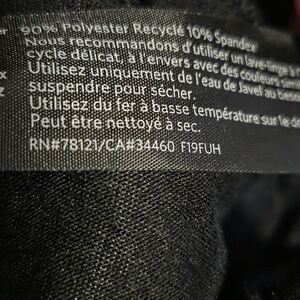 er 90% Polyester Recyclé 10% Spandex
Nous recommandons d'utiliser un lave-linge à
cycle délicat, à l'envers avec des couleurs
Utilisez uniquement de l'eau de Javel au besoin
ex suspendre pour sécher.
Utilisez du fer à basse température sur le
Peut être nettoyé à sec.
RN#78121/CA#34460 F19FUH